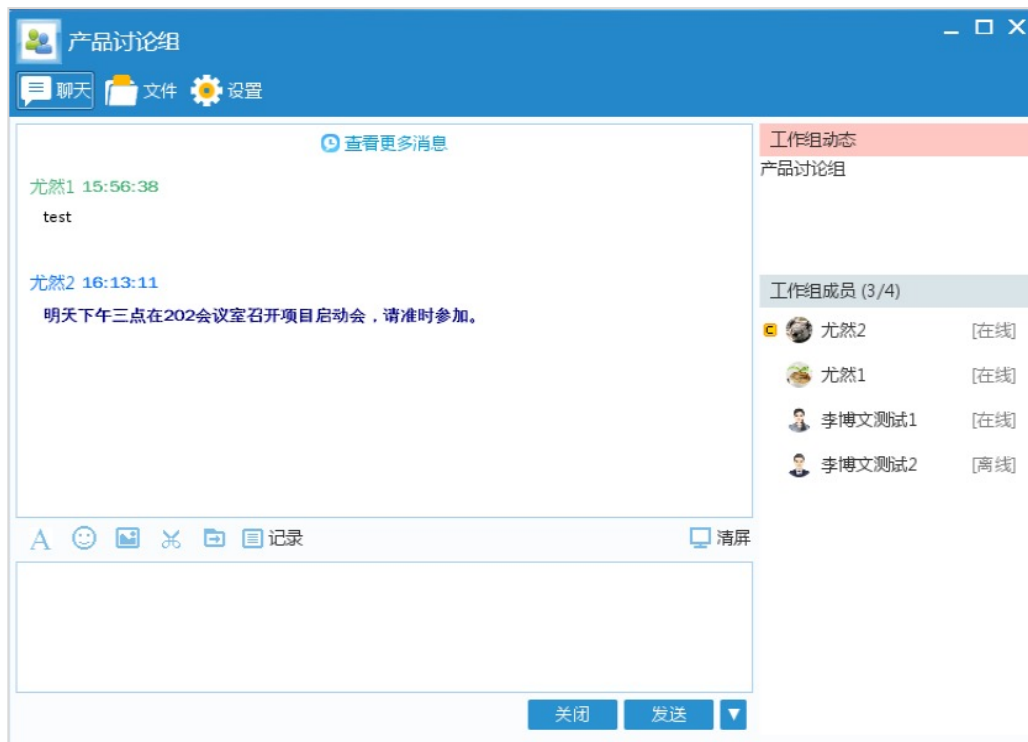 产品讨论组
聊天 文件 设置
查看更多消息
尤然1 15:56:38
test
尤然2 16:13:11
明天下午三点在202会议室召开项目启动会，请准时参加。
记录 清屏
关闭 发送
工作组动态
产品讨论组
工作组成员 (3/4)
C 尤然2 [在线]
尤然1 [在线]
李博文测试1 [在线]
李博文测试2 [离线]